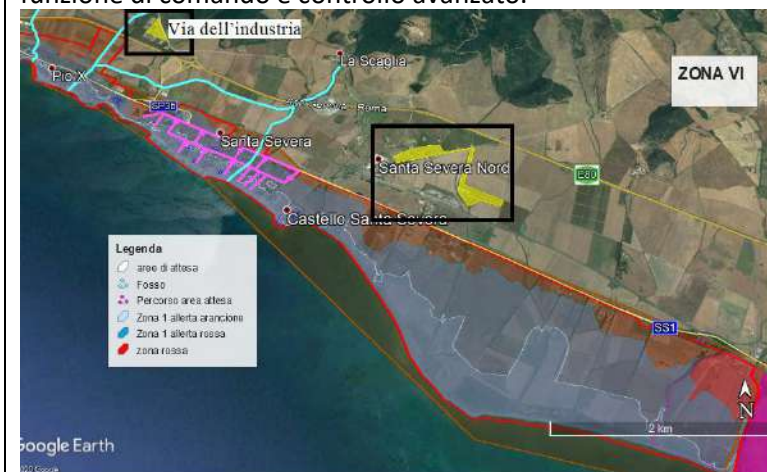 funzione di comando e controllo avanzato.
Via dell'industria
La Scaglia
ZONA VI
Pio X
SP3B
Roma
Santa Severa
Santa Severa Nord
E80
Castello Santa Severa
Legenda
aree di attesa
Fosso
Percorso area attesa
Zona 1 allerta arancione
Zona 1 allerta rossa
zona rossa
SS1
N
2 km
Google Earth